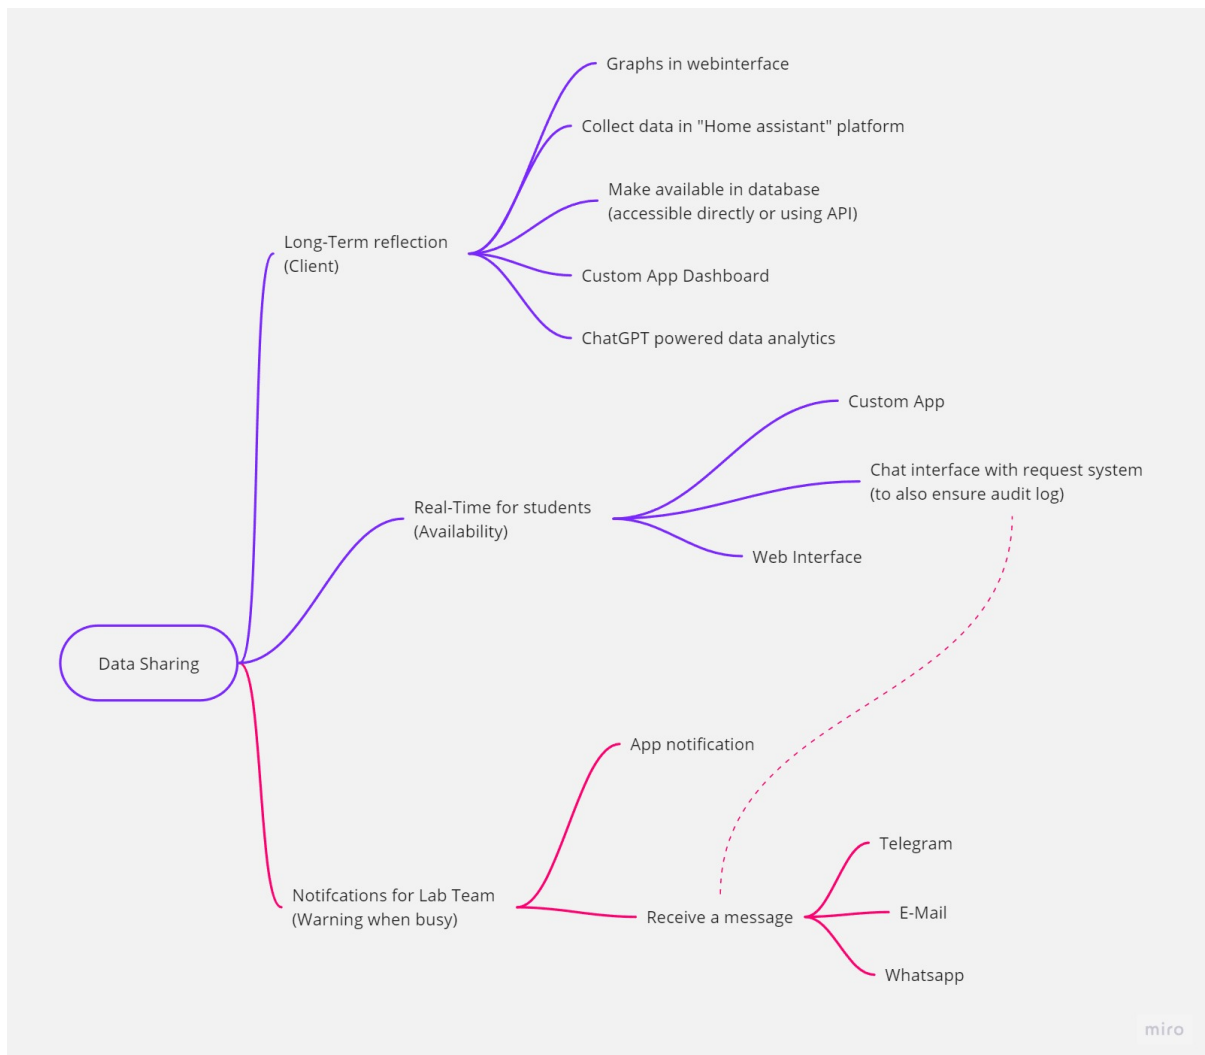 Graphs in webinterface
Collect data in "Home assistant" platform
Make available in database
(accessible directly or using API)
Long-Term reflection
(Client)
Custom App Dashboard
ChatGPT powered data analytics
Custom App
Chat interface with request system
(to also ensure audit log)
Real-Time for students
(Availability)
Web Interface
Data Sharing
App notification
Telegram
Notifcations for Lab Team
(Warning when busy)
Receive a message
E-Mail
Whatsapp
miro